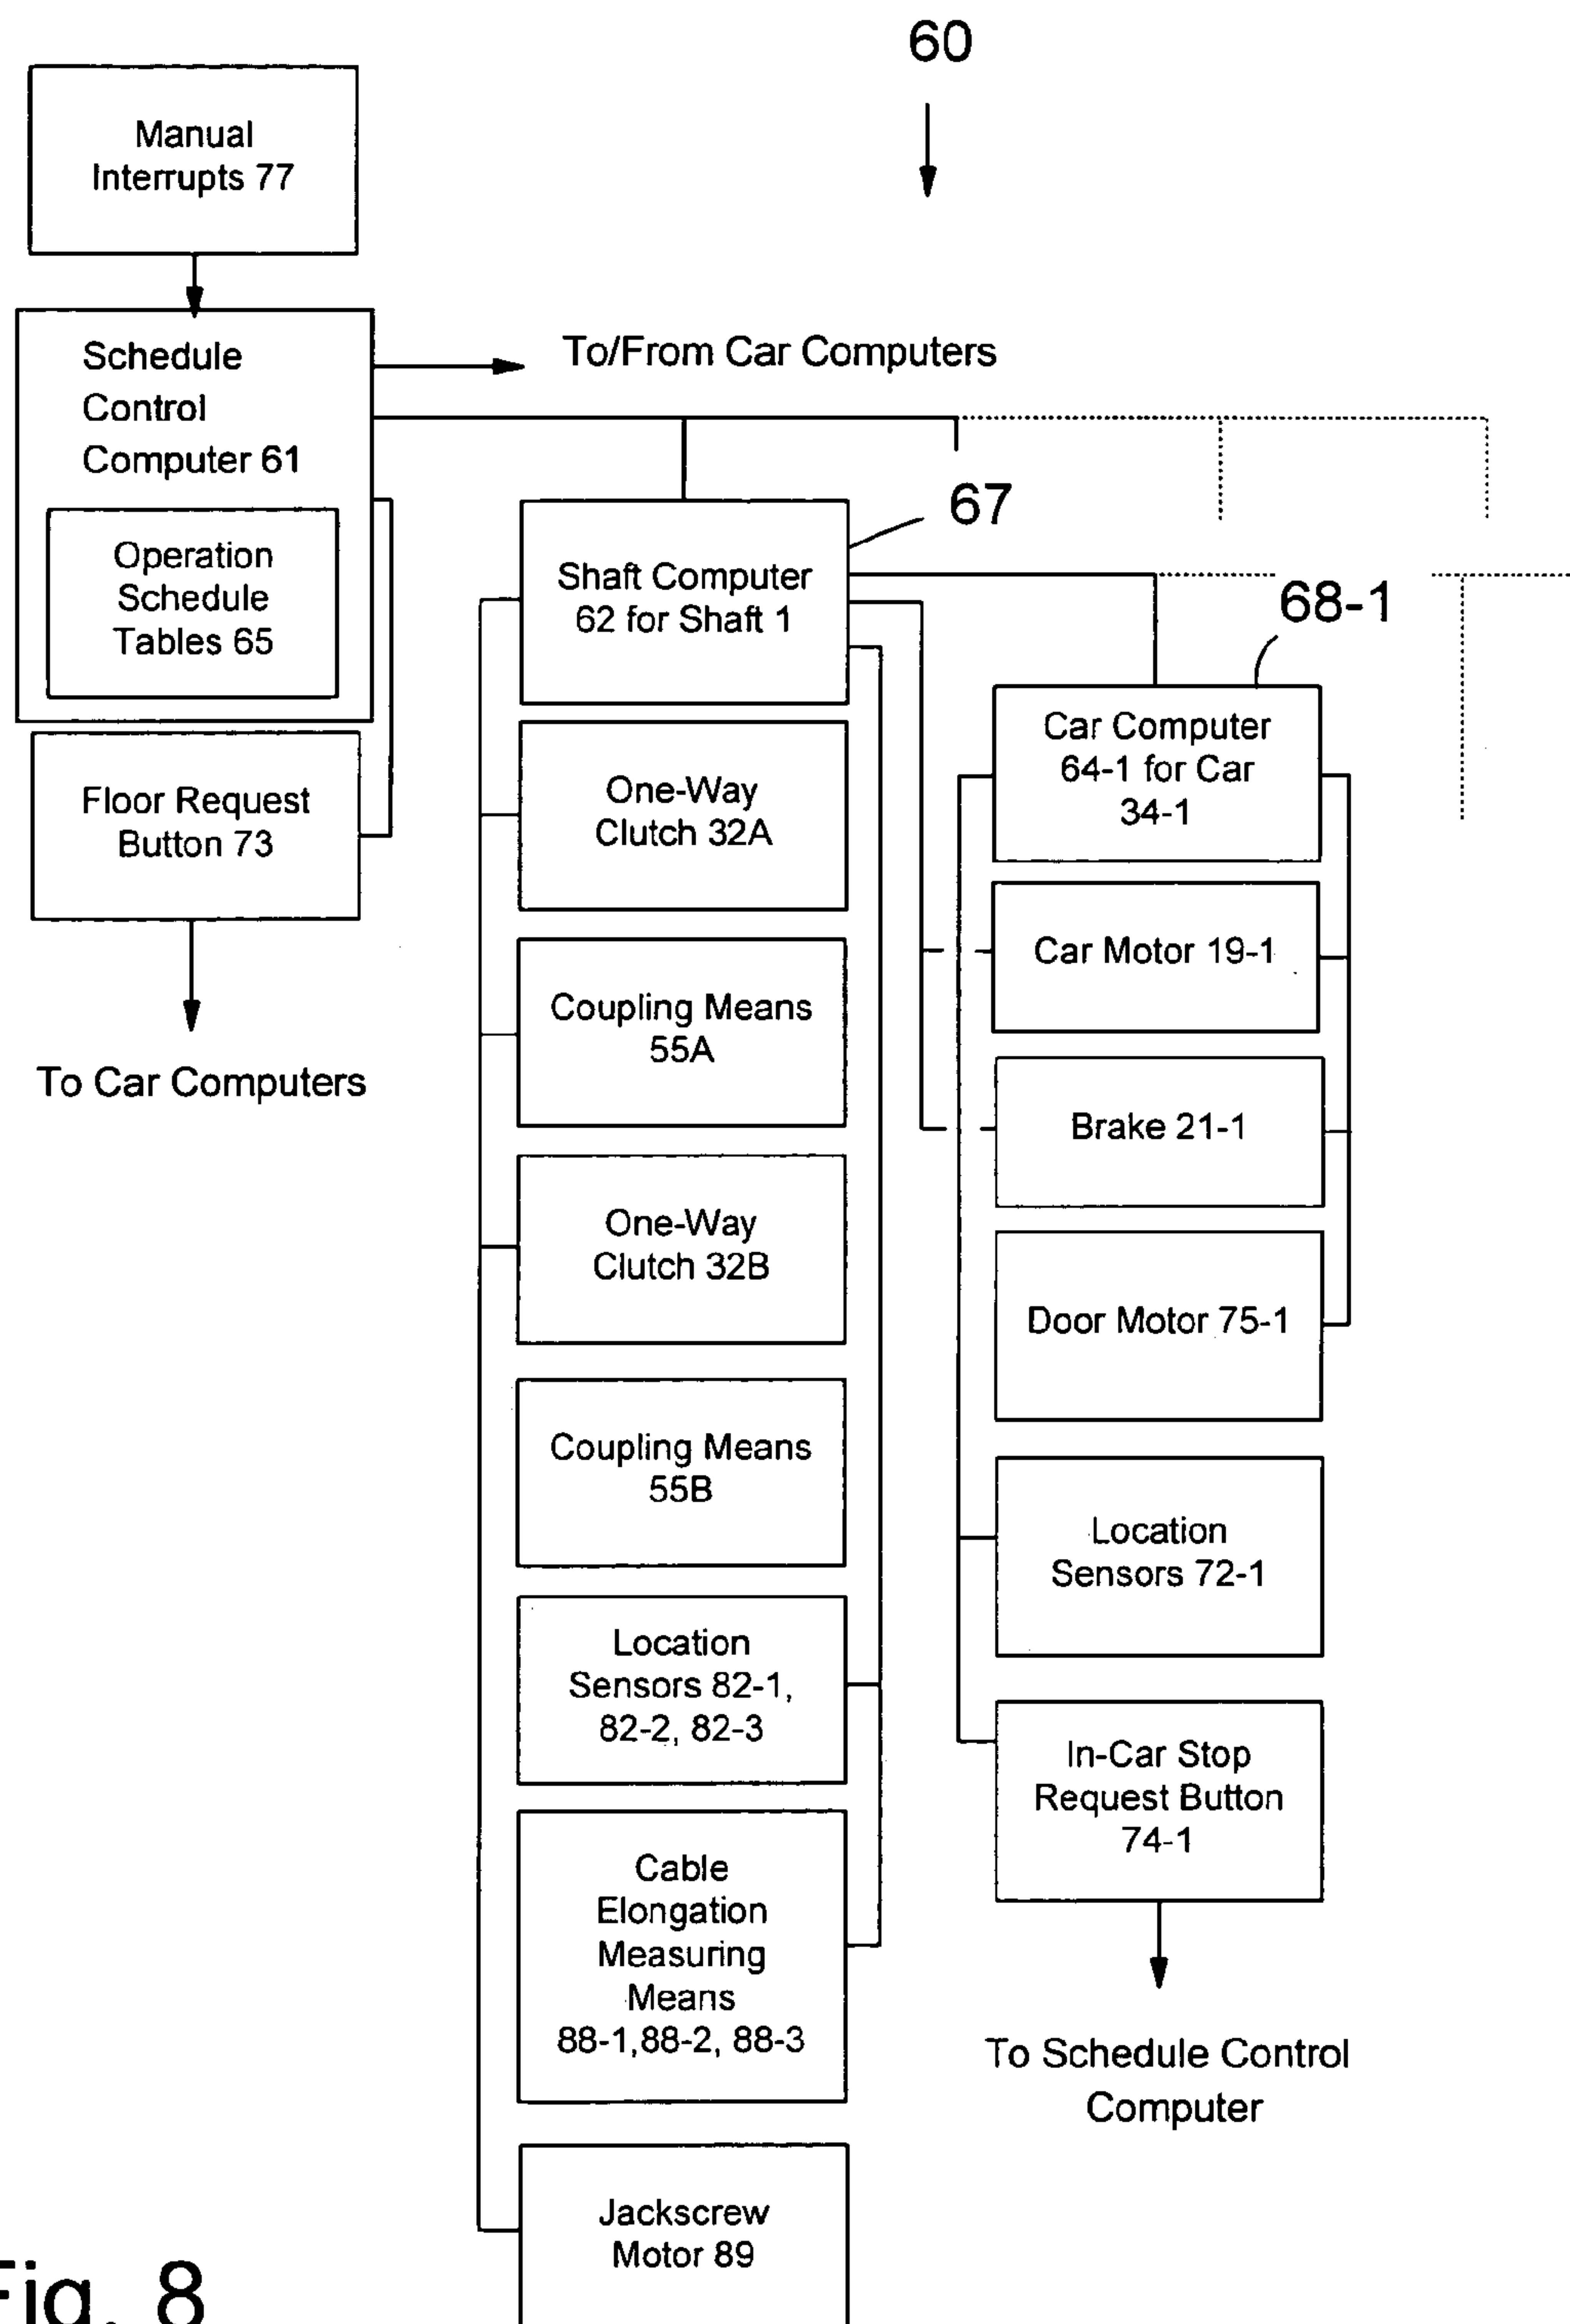 60
Manual
Interrupts 77
Schedule
Control
Computer 61
To/From Car Computers
Operation
Schedule
Tables 65
Floor Request
Button 73
To Car Computers
67
Shaft Computer
62 for Shaft 1
One-Way
Clutch 32A
Coupling Means
55A
One-Way
Clutch 32B
Coupling Means
55B
Location
Sensors 82-1,
82-2, 82-3
Cable
Elongation
Measuring
Means
88-1,88-2, 88-3
Jackscrew
Motor 89
68-1
Car Computer
64-1 for Car
34-1
Car Motor 19-1
Brake 21-1
Door Motor 75-1
Location
Sensors 72-1
In-Car Stop
Request Button
74-1
To Schedule Control
Computer
Fig. 8